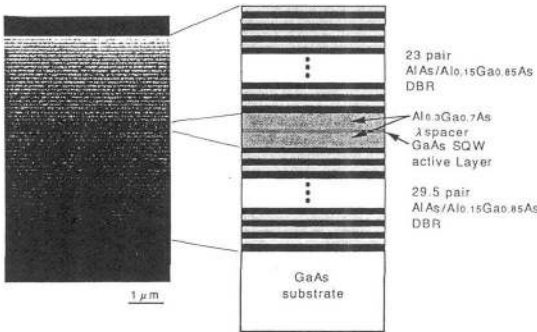 23 pair
AlAs/Al0.15Ga0.85As
DBR
Al0.3Ga0.7As
λ spacer
GaAs SQW
active Layer
29.5 pair
AlAs/Al0.15Ga0.85As
DBR
GaAs
substrate
1 μm